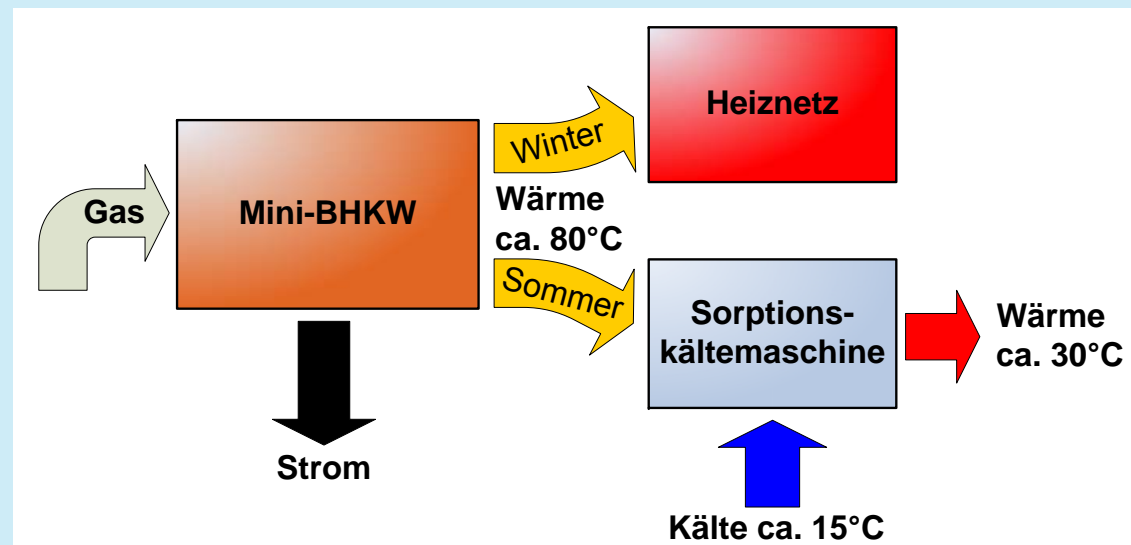 Gas
Mini-BHKW
Strom
Winter
Wärme
ca. 80°C
Sommer
Heiznetz
Sorptions-
kältemaschine
Wärme
ca. 30°C
Kälte ca. 15°C